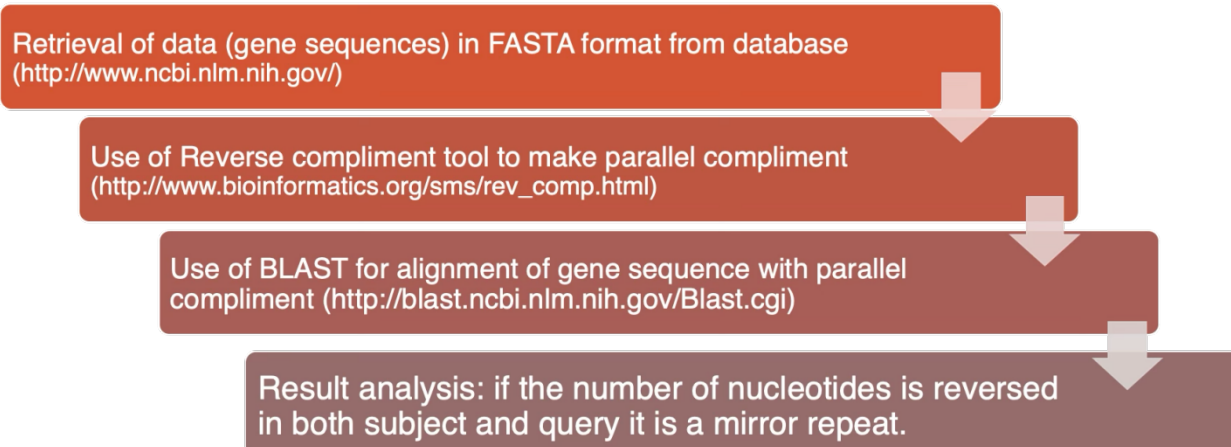 Retrieval of data (gene sequences) in FASTA format from database
(http://www.ncbi.nlm.nih.gov/)
Use of Reverse compliment tool to make parallel compliment
(http://www.bioinformatics.org/sms/rev_comp.html)
Use of BLAST for alignment of gene sequence with parallel
compliment (http://blast.ncbi.nlm.nih.gov/Blast.cgi)
Result analysis: if the number of nucleotides is reversed
in both subject and query it is a mirror repeat.